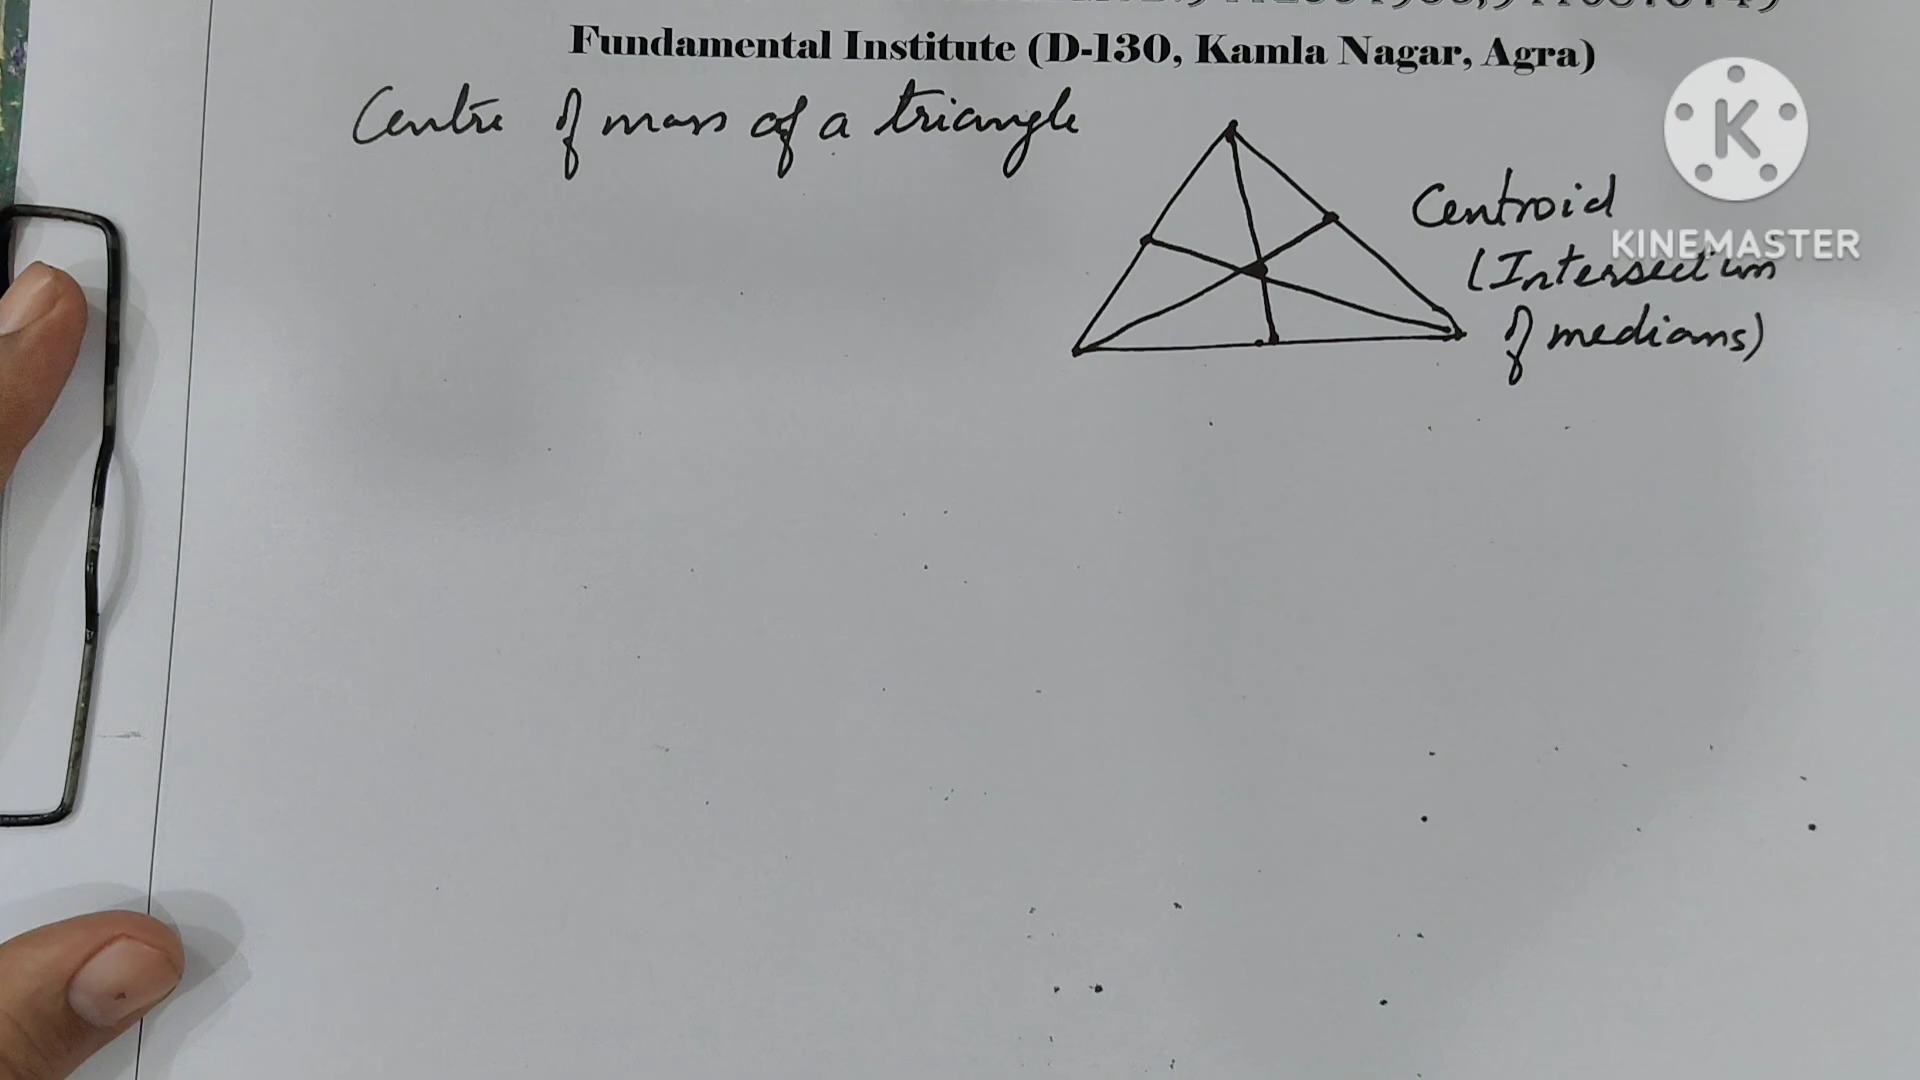 Fundamental Institute (D-130, Kamla Nagar, Agra)
Centre of mass of a triangle
Centroid
(Intersection
of medians)
K
KINEMASTER